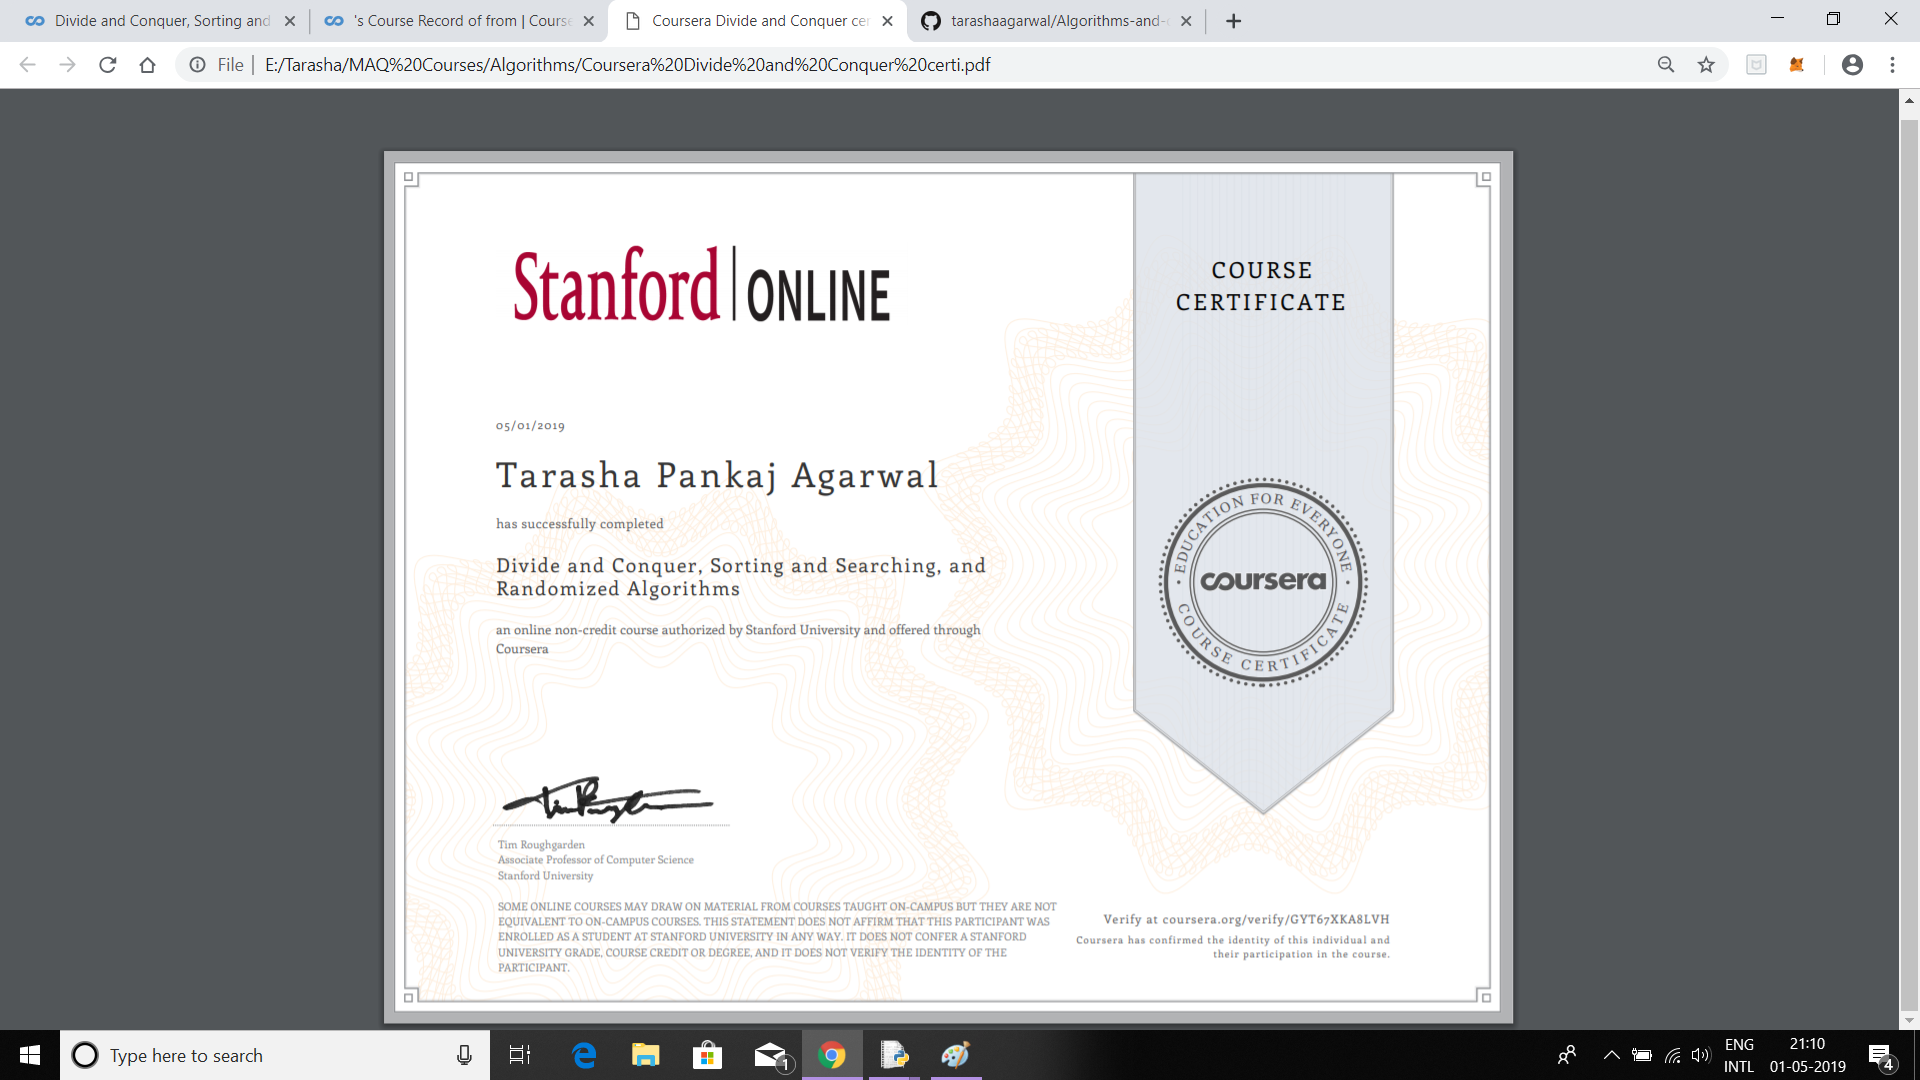 Divide and Conquer, Sorting and
's Course Record of from | Course
Coursera Divide and Conquer cer
tarashaagarwal/Algorithms-and-
File | E:/Tarasha/MAQ%20Courses/Algorithms/Coursera%20Divide%20and%20Conquer%20certi.pdf
Stanford | ONLINE
COURSE
CERTIFICATE
05/01/2019
Tarasha Pankaj Agarwal
has successfully completed
Divide and Conquer, Sorting and Searching, and
Randomized Algorithms
an online non-credit course authorized by Stanford University and offered through
Coursera
EDUCATION FOR EVERYONE
coursera
COURSE CERTIFICATE
Tim Roughgarden
Associate Professor of Computer Science
Stanford University
SOME ONLINE COURSES MAY DRAW ON MATERIAL FROM COURSES TAUGHT ON-CAMPUS BUT THEY ARE NOT
EQUIVALENT TO ON-CAMPUS COURSES. THIS STATEMENT DOES NOT AFFIRM THAT THIS PARTICIPANT WAS
ENROLLED AS A STUDENT AT STANFORD UNIVERSITY IN ANY WAY. IT DOES NOT CONFER A STANFORD
UNIVERSITY GRADE, COURSE CREDIT OR DEGREE, AND IT DOES NOT VERIFY THE IDENTITY OF THE
PARTICIPANT.
Verify at coursera.org/verify/GYT67XKA8LVH
Coursera has confirmed the identity of this individual and
their participation in the course.
Type here to search
1
ENG
INTL
21:10
01-05-2019
4